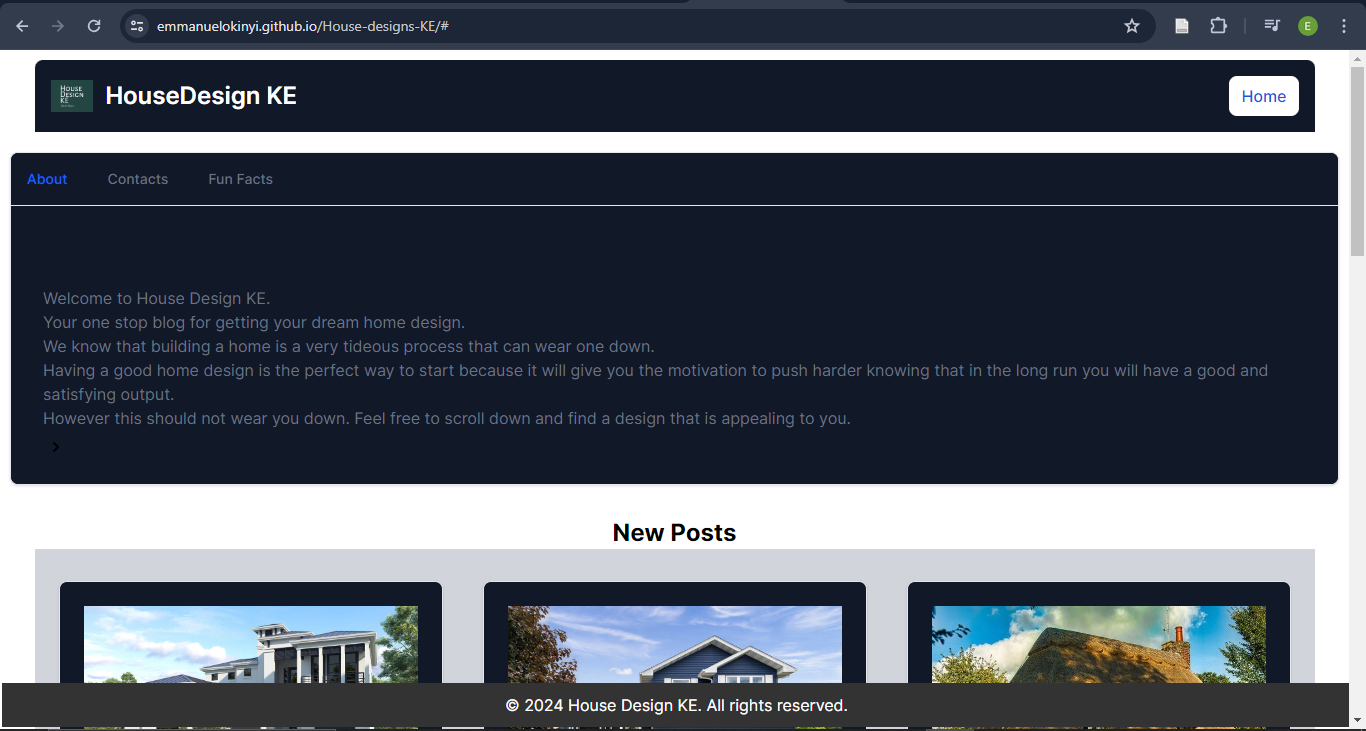 emmanuelokinyi.github.io/House-designs-KE/#
E
HOUSE
DESIGN
KE
HouseDesign KE
Home
About
Contacts
Fun Facts
Welcome to House Design KE.
Your one stop blog for getting your dream home design.
We know that building a home is a very tideous process that can wear one down.
Having a good home design is the perfect way to start because it will give you the motivation to push harder knowing that in the long run you will have a good and
satisfying output.
However this should not wear you down. Feel free to scroll down and find a design that is appealing to you.
New Posts
© 2024 House Design KE. All rights reserved.